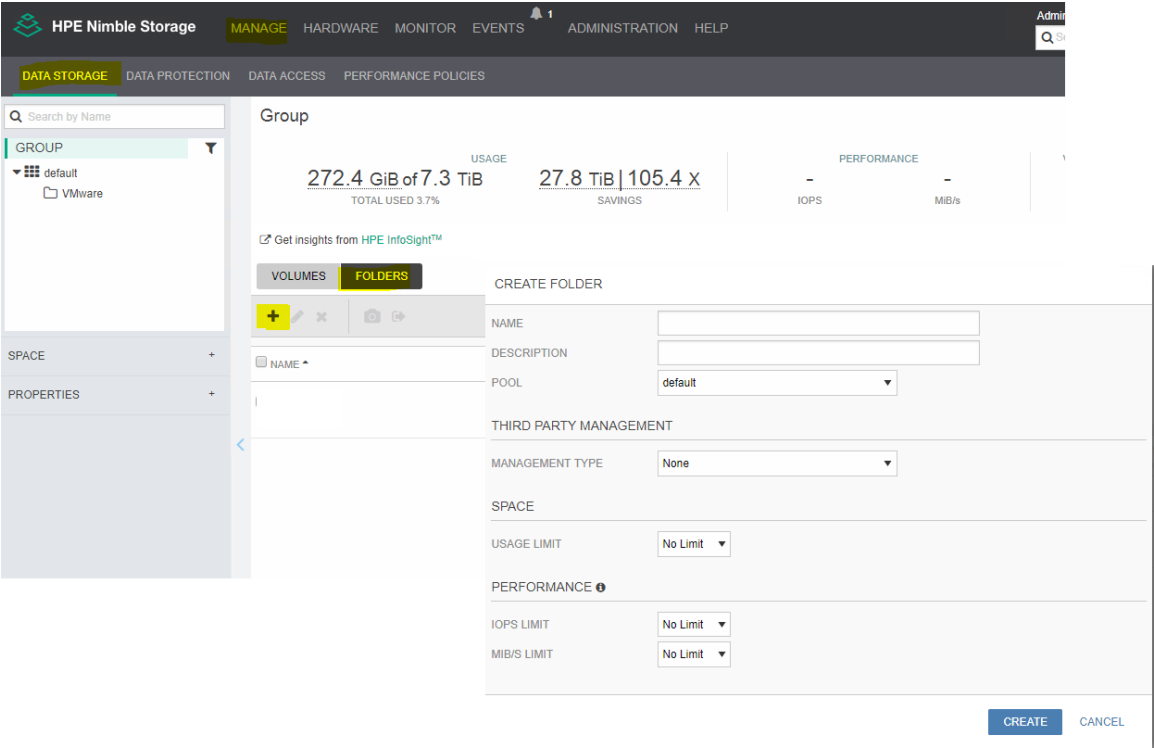 HPE Nimble Storage MANAGE HARDWARE MONITOR EVENTS 1 ADMINISTRATION HELP
DATA STORAGE DATA PROTECTION DATA ACCESS PERFORMANCE POLICIES
Search by Name
GROUP
default
VMware
SPACE +
PROPERTIES +
Group
USAGE
272.4 GiB of 7.3 TiB 27.8 TiB | 105.4 X
TOTAL USED 3.7% SAVINGS
PERFORMANCE
- -
IOPS MiB/s
Get insights from HPE InfoSight™
VOLUMES FOLDERS
NAME
CREATE FOLDER
NAME
DESCRIPTION
POOL default
THIRD PARTY MANAGEMENT
MANAGEMENT TYPE None
SPACE
USAGE LIMIT No Limit
PERFORMANCE
IOPS LIMIT No Limit
MIB/S LIMIT No Limit
CREATE CANCEL